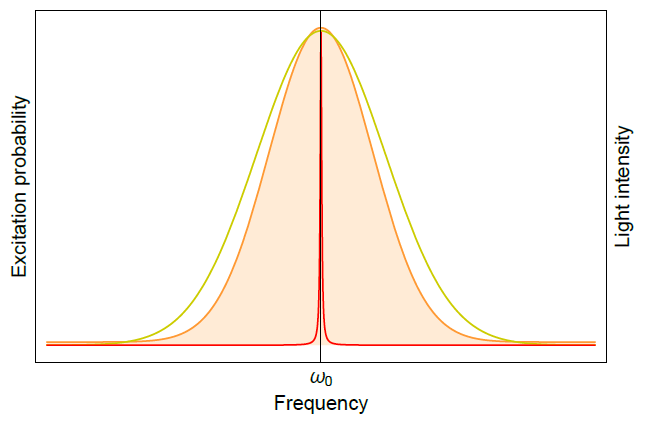 Excitation probability
Light intensity
ω₀
Frequency